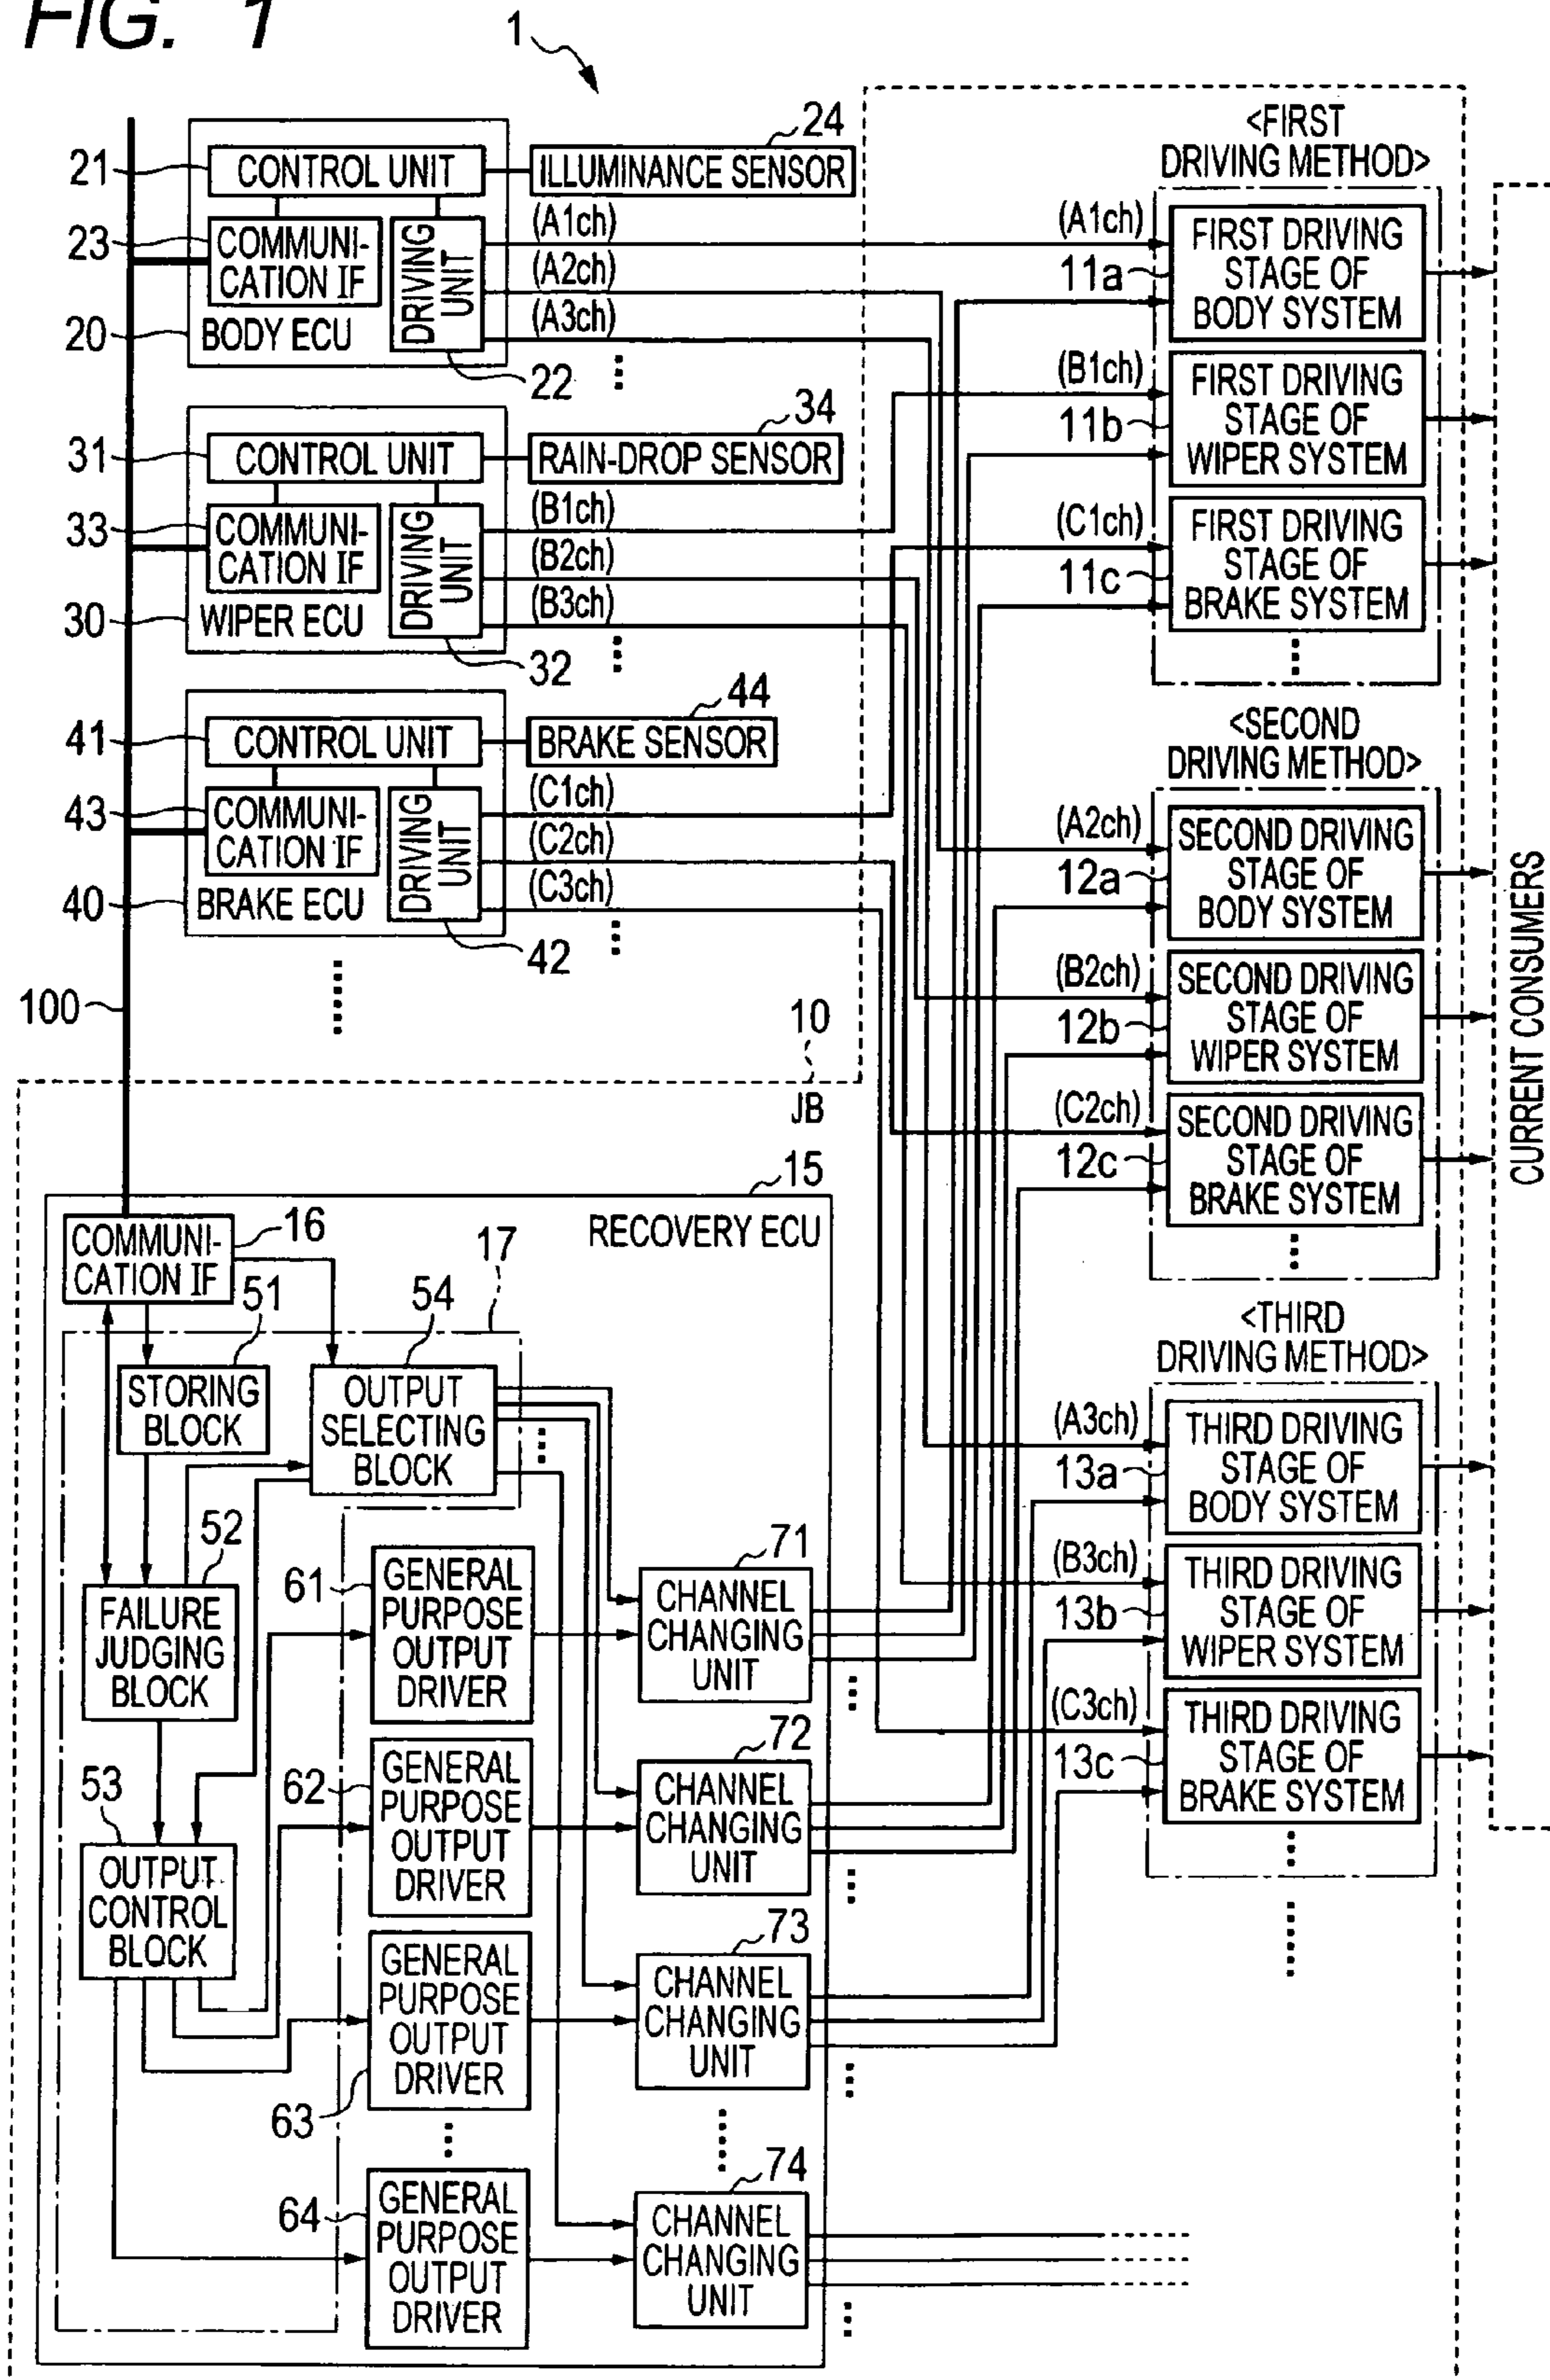 FIG. 1
1
21
CONTROL UNIT
24
ILLUMINANCE SENSOR
23
COMMUNI-
CATION IF
DRIVING
UNIT
(A1ch)
(A2ch)
(A3ch)
20
BODY ECU
22
31
CONTROL UNIT
34
RAIN-DROP SENSOR
33
COMMUNI-
CATION IF
DRIVING
UNIT
(B1ch)
(B2ch)
(B3ch)
30
WIPER ECU
32
41
CONTROL UNIT
44
BRAKE SENSOR
43
COMMUNI-
CATION IF
DRIVING
UNIT
(C1ch)
(C2ch)
(C3ch)
40
BRAKE ECU
42
100
10
JB
<FIRST
DRIVING METHOD>
(A1ch)
11a
FIRST DRIVING
STAGE OF
BODY SYSTEM
(B1ch)
11b
FIRST DRIVING
STAGE OF
WIPER SYSTEM
(C1ch)
11c
FIRST DRIVING
STAGE OF
BRAKE SYSTEM
<SECOND
DRIVING METHOD>
(A2ch)
12a
SECOND DRIVING
STAGE OF
BODY SYSTEM
(B2ch)
12b
SECOND DRIVING
STAGE OF
WIPER SYSTEM
(C2ch)
12c
SECOND DRIVING
STAGE OF
BRAKE SYSTEM
<THIRD
DRIVING METHOD>
(A3ch)
13a
THIRD DRIVING
STAGE OF
BODY SYSTEM
(B3ch)
13b
THIRD DRIVING
STAGE OF
WIPER SYSTEM
(C3ch)
13c
THIRD DRIVING
STAGE OF
BRAKE SYSTEM
CURRENT CONSUMERS
15
RECOVERY ECU
16
COMMUNI-
CATION IF
17
51
STORING
BLOCK
54
OUTPUT
SELECTING
BLOCK
52
FAILURE
JUDGING
BLOCK
53
OUTPUT
CONTROL
BLOCK
61
GENERAL
PURPOSE
OUTPUT
DRIVER
71
CHANNEL
CHANGING
UNIT
62
GENERAL
PURPOSE
OUTPUT
DRIVER
72
CHANNEL
CHANGING
UNIT
63
GENERAL
PURPOSE
OUTPUT
DRIVER
73
CHANNEL
CHANGING
UNIT
64
GENERAL
PURPOSE
OUTPUT
DRIVER
74
CHANNEL
CHANGING
UNIT